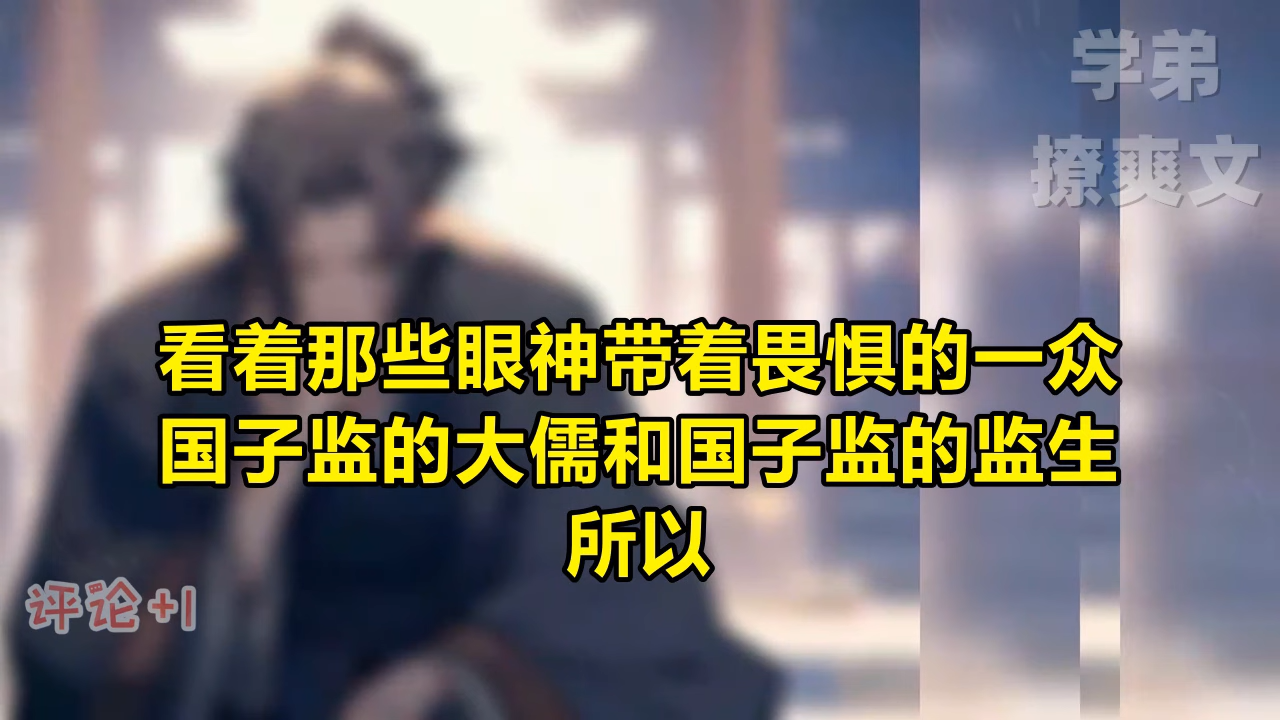 学弟
撩爽文
看着那些眼神带着畏惧的一众
国子监的大儒和国子监的监生
所以
评论+1